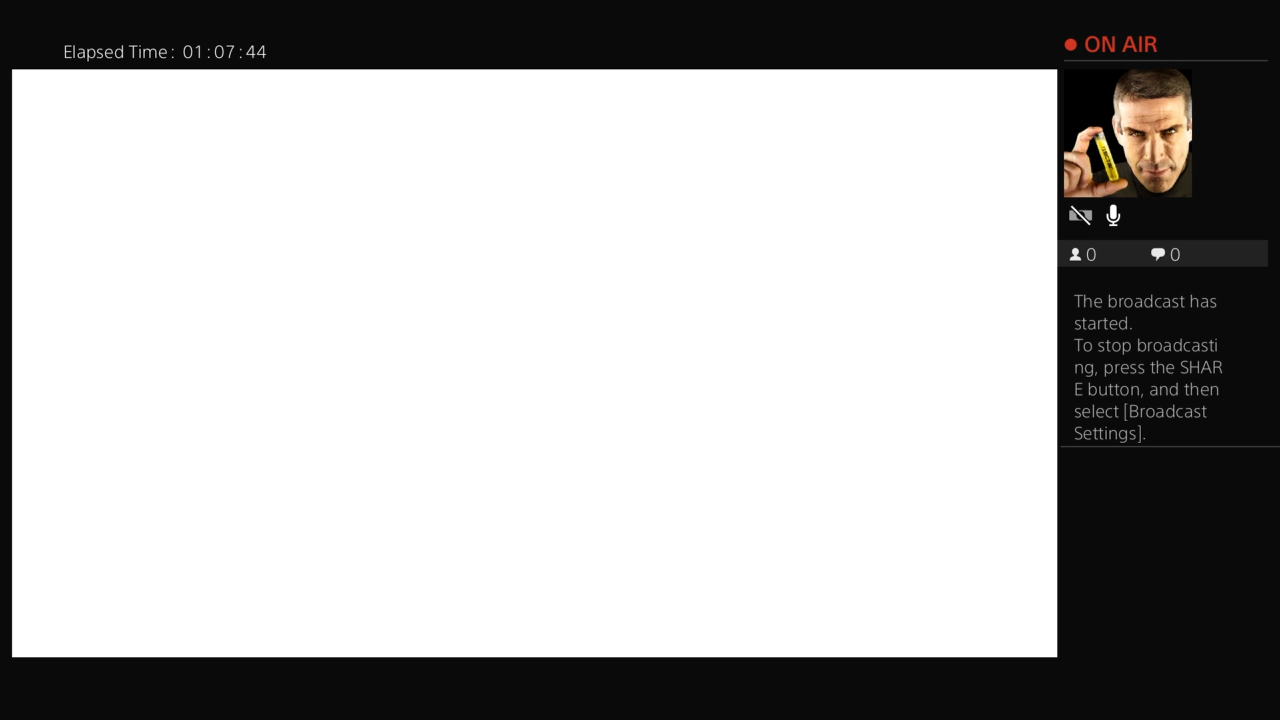 Elapsed Time: 01:07:44
ON AIR
0 0
The broadcast has
started.
To stop broadcasti
ng, press the SHAR
E button, and then
select [Broadcast
Settings].